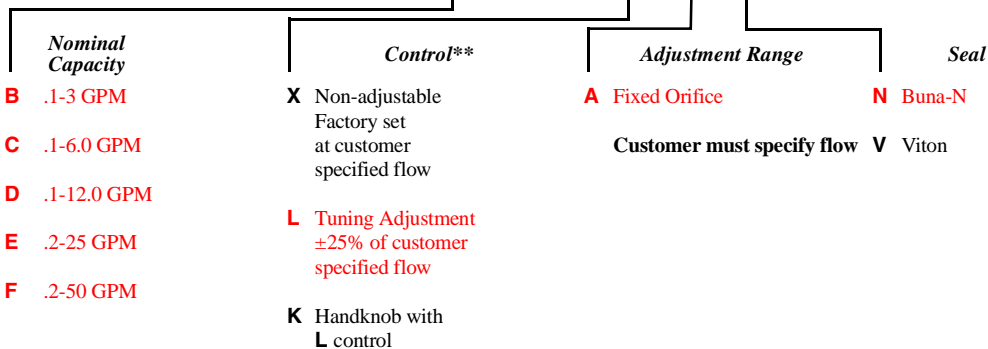 Nominal
Capacity
B .1-3 GPM
C .1-6.0 GPM
D .1-12.0 GPM
E .2-25 GPM
F .2-50 GPM
Control**
X Non-adjustable
Factory set
at customer
specified flow
L Tuning Adjustment
±25% of customer
specified flow
K Handknob with
L control
Adjustment Range
A Fixed Orifice
Customer must specify flow
Seal
N Buna-N
V Viton